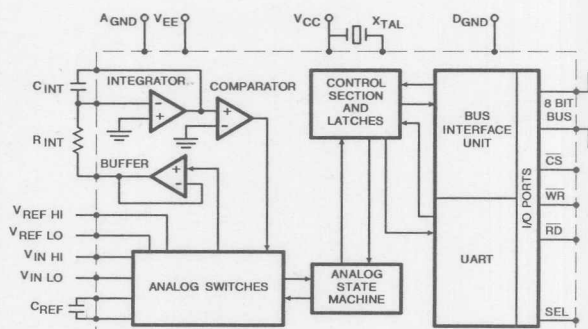 AGND
VEE
VCC
XTAL
DGND
CINT
INTEGRATOR
COMPARATOR
RINT
BUFFER
CONTROL
SECTION
AND
LATCHES
BUS
INTERFACE
UNIT
UART
I/O PORTS
8 BIT
BUS
CS
WR
RD
SEL
VREF HI
VREF LO
VIN HI
VIN LO
CREF
ANALOG SWITCHES
ANALOG
STATE
MACHINE